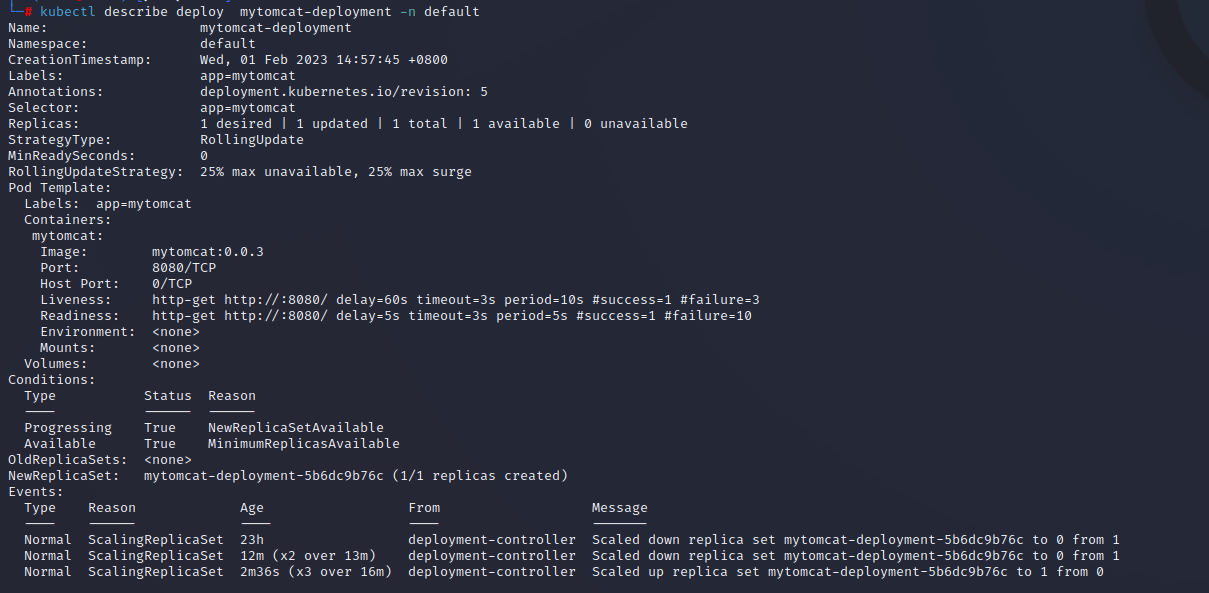 └─# kubectl describe deploy  mytomcat-deployment -n default
Name:                   mytomcat-deployment
Namespace:              default
CreationTimestamp:      Wed, 01 Feb 2023 14:57:45 +0800
Labels:                 app=mytomcat
Annotations:            deployment.kubernetes.io/revision: 5
Selector:               app=mytomcat
Replicas:               1 desired | 1 updated | 1 total | 1 available | 0 unavailable
StrategyType:           RollingUpdate
MinReadySeconds:        0
RollingUpdateStrategy:  25% max unavailable, 25% max surge
Pod Template:
  Labels:  app=mytomcat
  Containers:
   mytomcat:
    Image:        mytomcat:0.0.3
    Port:         8080/TCP
    Host Port:    0/TCP
    Liveness:     http-get http://:8080/ delay=60s timeout=3s period=10s #success=1 #failure=3
    Readiness:    http-get http://:8080/ delay=5s timeout=3s period=5s #success=1 #failure=10
    Environment:  <none>
    Mounts:       <none>
  Volumes:        <none>
Conditions:
  Type           Status  Reason
  ----           ------  ------
  Progressing    True    NewReplicaSetAvailable
  Available      True    MinimumReplicasAvailable
OldReplicaSets:  <none>
NewReplicaSet:   mytomcat-deployment-5b6dc9b76c (1/1 replicas created)
Events:
  Type    Reason             Age                  From                   Message
  ----    ------             ----                 ----                   -------
  Normal  ScalingReplicaSet  23h                  deployment-controller  Scaled down replica set mytomcat-deployment-5b6dc9b76c to 0 from 1
  Normal  ScalingReplicaSet  12m (x2 over 13m)    deployment-controller  Scaled down replica set mytomcat-deployment-5b6dc9b76c to 0 from 1
  Normal  ScalingReplicaSet  2m36s (x3 over 16m)  deployment-controller  Scaled up replica set mytomcat-deployment-5b6dc9b76c to 1 from 0